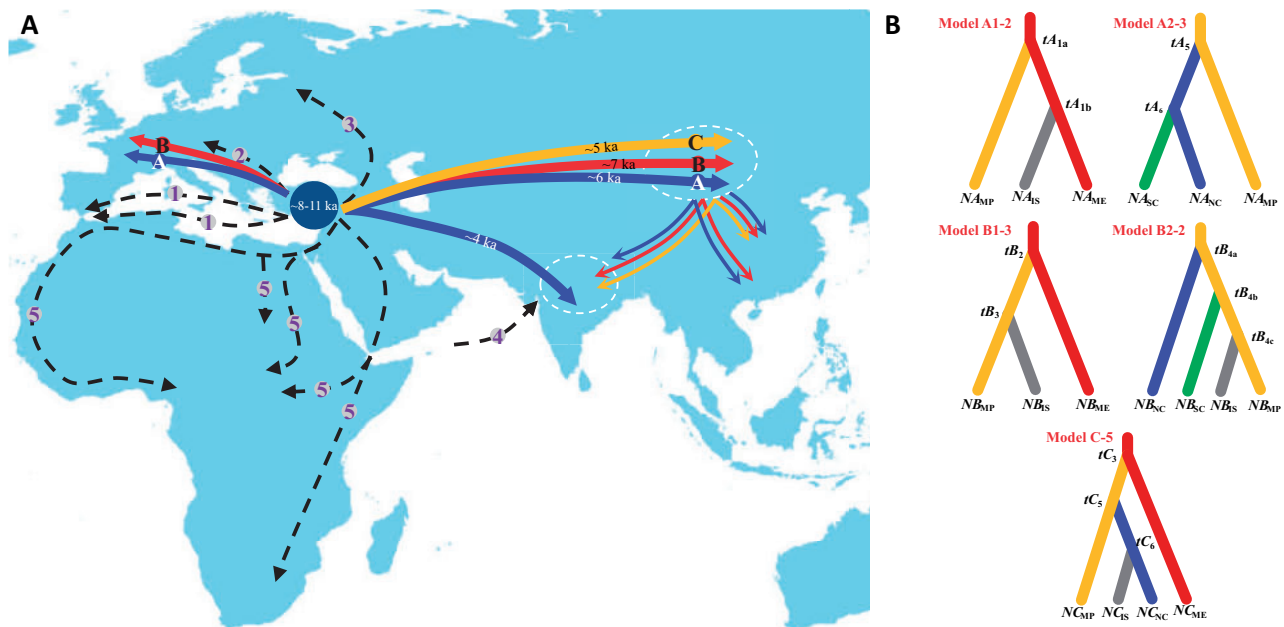 A
B
A
2
3
1
1
~8-11 ka
~5 ka
~7 ka
~6 ka
C
B
A
~4 ka
5
5
5
5
5
4
B
Model A1-2
tA1a
tA1b
NAMP NAIS NAME
Model A2-3
tA5
tA6
NASC NANC NAMP
Model B1-3
tB2
tB3
NBMP NBIS NBME
Model B2-2
tB4a
tB4b
tB4c
NBNC NBSC NBIS NBMP
Model C-5
tC3
tC5
tC6
NCMP NCIS NCNC NCME